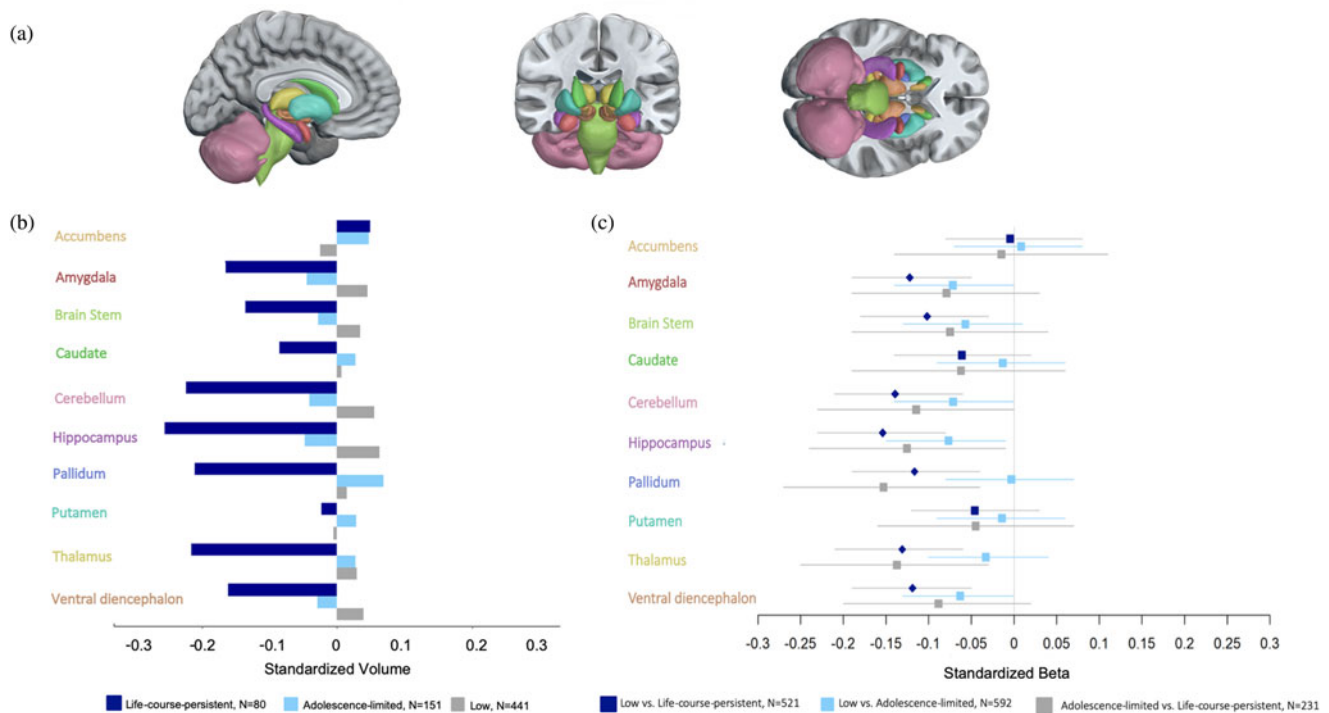 (a)
(b)
Accumbens
Amygdala
Brain Stem
Caudate
Cerebellum
Hippocampus
Pallidum
Putamen
Thalamus
Ventral diencephalon
-0.3 -0.2 -0.1 0 0.1 0.2 0.3
Standardized Volume
Life-course-persistent, N=80 Adolescence-limited, N=151 Low, N=441
(c)
Accumbens
Amygdala
Brain Stem
Caudate
Cerebellum
Hippocampus
Pallidum
Putamen
Thalamus
Ventral diencephalon
-0.3 -0.25 -0.2 -0.15 -0.1 -0.05 0 0.05 0.1 0.15 0.2 0.25 0.3
Standardized Beta
Low vs. Life-course-persistent, N=521 Low vs. Adolescence-limited, N=592 Adolescence-limited vs. Life-course-persistent, N=231